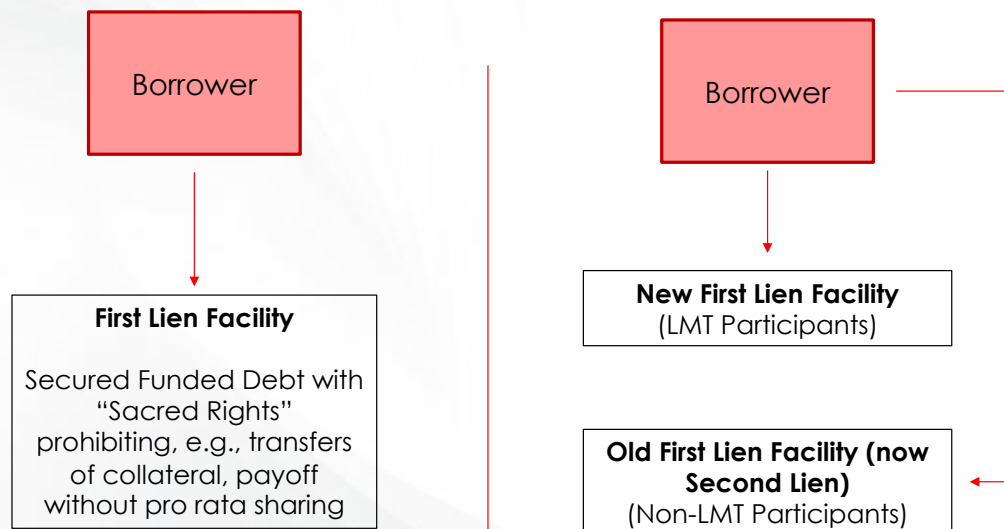 Borrower
First Lien Facility
Secured Funded Debt with
“Sacred Rights”
prohibiting, e.g., transfers
of collateral, payoff
without pro rata sharing
Borrower
New First Lien Facility
(LMT Participants)
Old First Lien Facility (now
Second Lien)
(Non-LMT Participants)